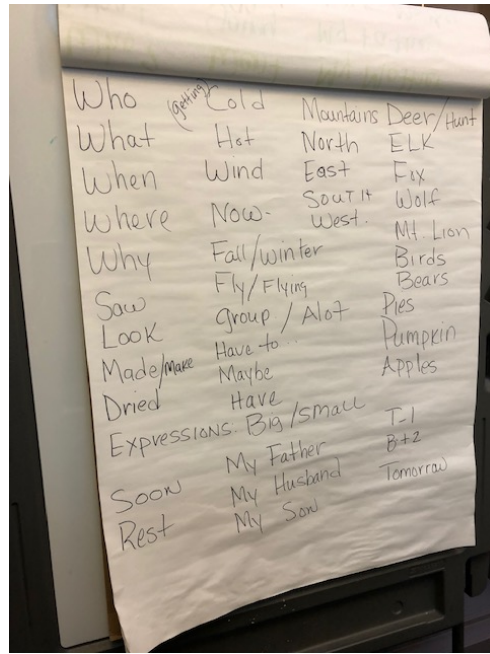 Who (getting) Cold Mountains Deer/Hunt
What Hot North ELK
When Wind East Fox
Where Now- South Wolf
Why Fall/winter West. Mt. Lion
Saw Fly/Flying Birds
Look group / Alot Bears
Made/Make Have to.. Pies
Dried Maybe Pumpkin
Have Apples
Expressions: Big/small
Soon My Father T-1
Rest My Husband B+2
My Son Tomorrow